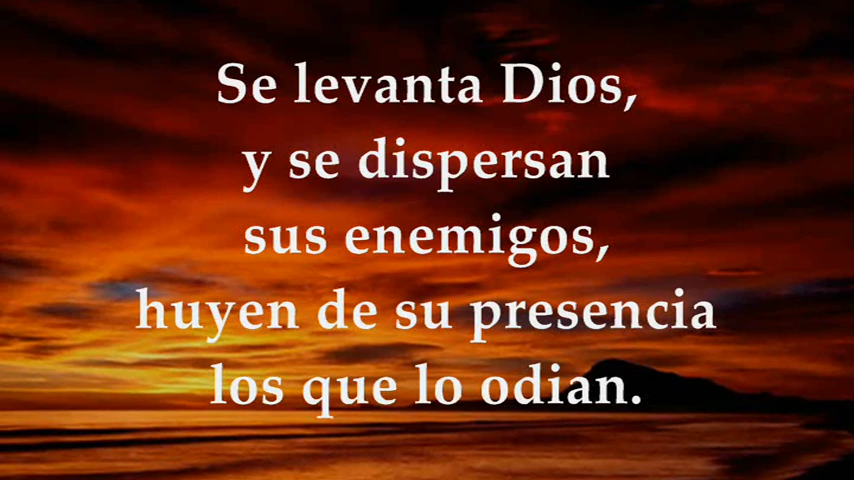 Se levanta Dios,
y se dispersan
sus enemigos,
huyen de su presencia
los que lo odian.